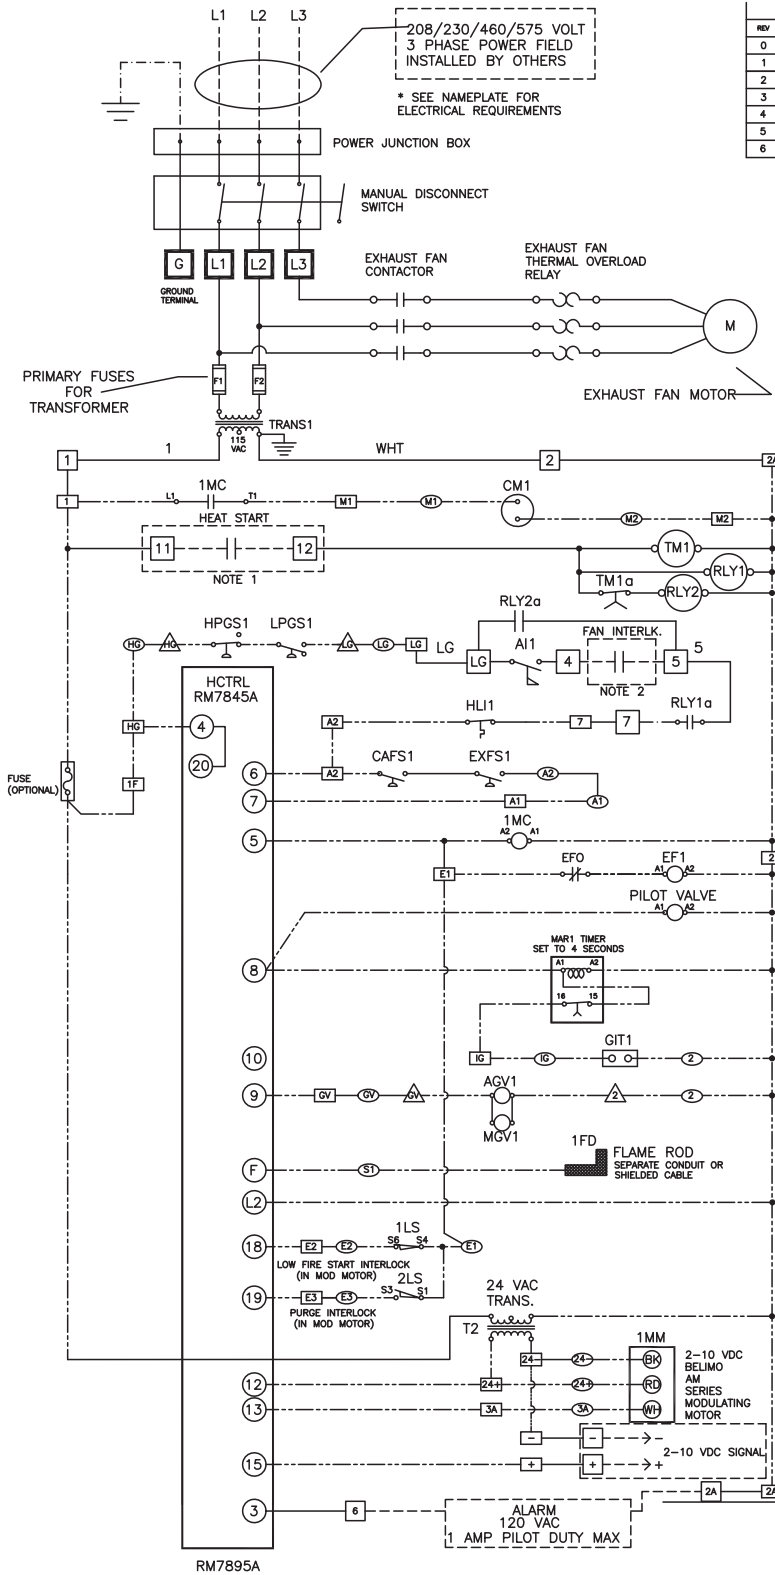 L1 L2 L3
208/230/460/575 VOLT
3 PHASE POWER FIELD
INSTALLED BY OTHERS
* SEE NAMEPLATE FOR
ELECTRICAL REQUIREMENTS
REV
0
1
2
3
4
5
6
POWER JUNCTION BOX
MANUAL DISCONNECT
SWITCH
G L1 L2 L3
GROUND
TERMINAL
EXHAUST FAN
CONTACTOR
EXHAUST FAN
THERMAL OVERLOAD
RELAY
M
EXHAUST FAN MOTOR
PRIMARY FUSES
FOR
TRANSFORMER
F1 F2
TRANS1
115
VAC
1 1 WHT 2 2A
1 L1 1MC T1 M1 M1 CM1
M2 M2
HEAT START
11 12
NOTE 1
TM1
RLY1
TM1a RLY2
RLY2a
FAN INTERLK.
HG HG HPGS1 LPGS1 LG LG LG LG LG AI1 4 5 5
NOTE 2
HCTRL
RM7845A
HG 4
20
A2 HLI1 7 7 RLY1a
FUSE
(OPTIONAL)
1F
6 A2 CAFS1 EXFS1 A2
7 A1 A1
5 1MC
A2 A1
2
E1 EFO EF1
A1 A2
PILOT VALVE
A1 A2
MAR1 TIMER
SET TO 4 SECONDS
8 A1 A2
16 15
10 IG IG GIT1 2
9 GV GV GV AGV1 2 2
MGV1
F S1 1FD FLAME ROD
SEPARATE CONDUIT OR
SHIELDED CABLE
L2
18 E2 E2 S6 1LS S4 E1
LOW FIRE START INTERLOCK
(IN MOD MOTOR)
19 E3 E3 S3 2LS S1
PURGE INTERLOCK
(IN MOD MOTOR)
24 VAC
TRANS.
T2
1MM
24- 24- BK
12 24+ 24+ RD
13 3A 3A WH
2-10 VDC
BELIMO
AM
SERIES
MODULATING
MOTOR
- - -
2-10 VDC SIGNAL
15 + + +
2A 2A
3 6 ALARM
120 VAC
1 AMP PILOT DUTY MAX
RM7895A